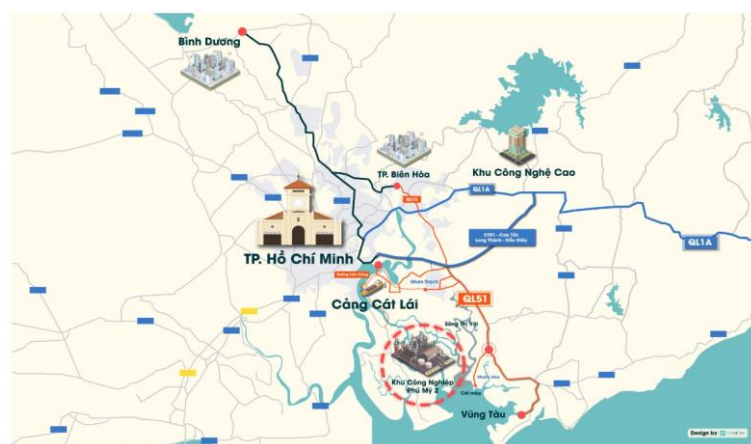 Bình Dương
TP. Biên Hòa
Khu Công Nghệ Cao
QL1A
TP. Hồ Chí Minh
CT01 - Cao Tốc
Long Thành - Dầu Giây
QL1A
Cảng Cát Lái
Nhơn Trạch
QL51
Sông Thị Vải
Khu Công Nghiệp
Phú Mỹ 2
Cái Mép
Vũng Tàu
Design by